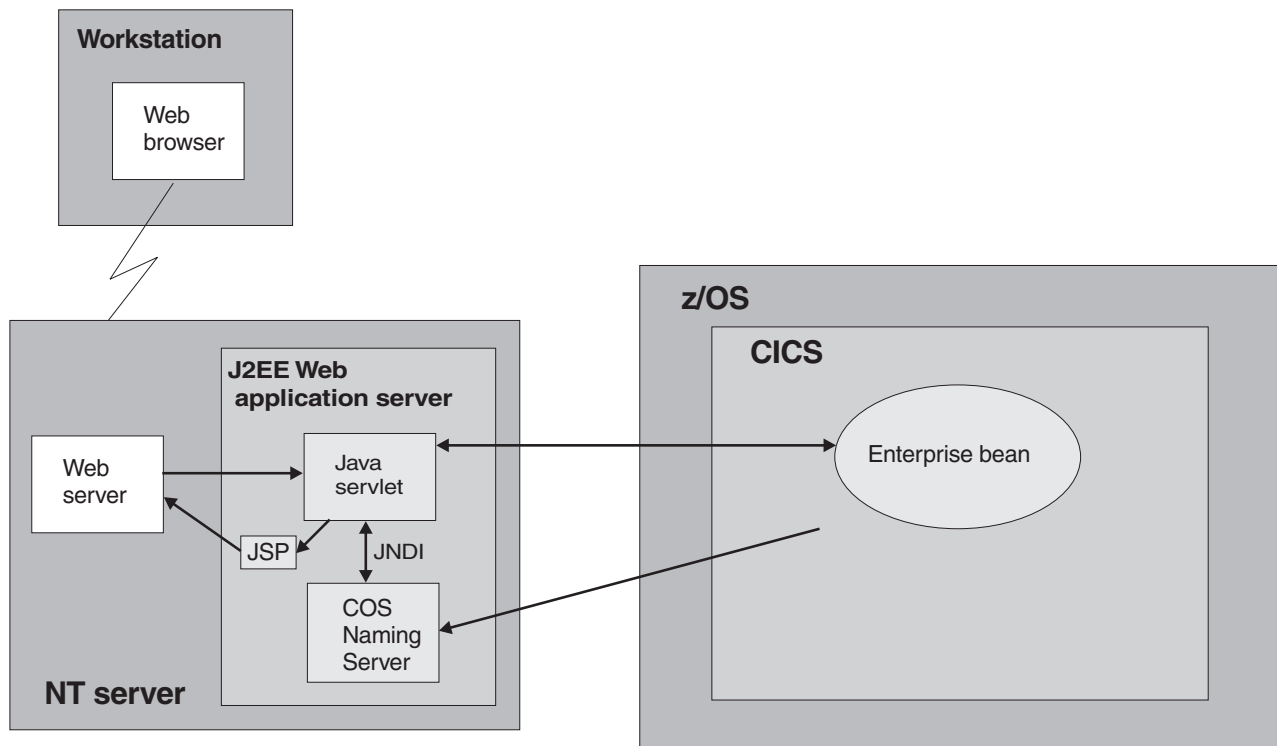 Workstation
Web
browser
z/OS
CICS
J2EE Web
application server
Enterprise bean
Web
server
Java
servlet
JSP
JNDI
COS
Naming
Server
NT server